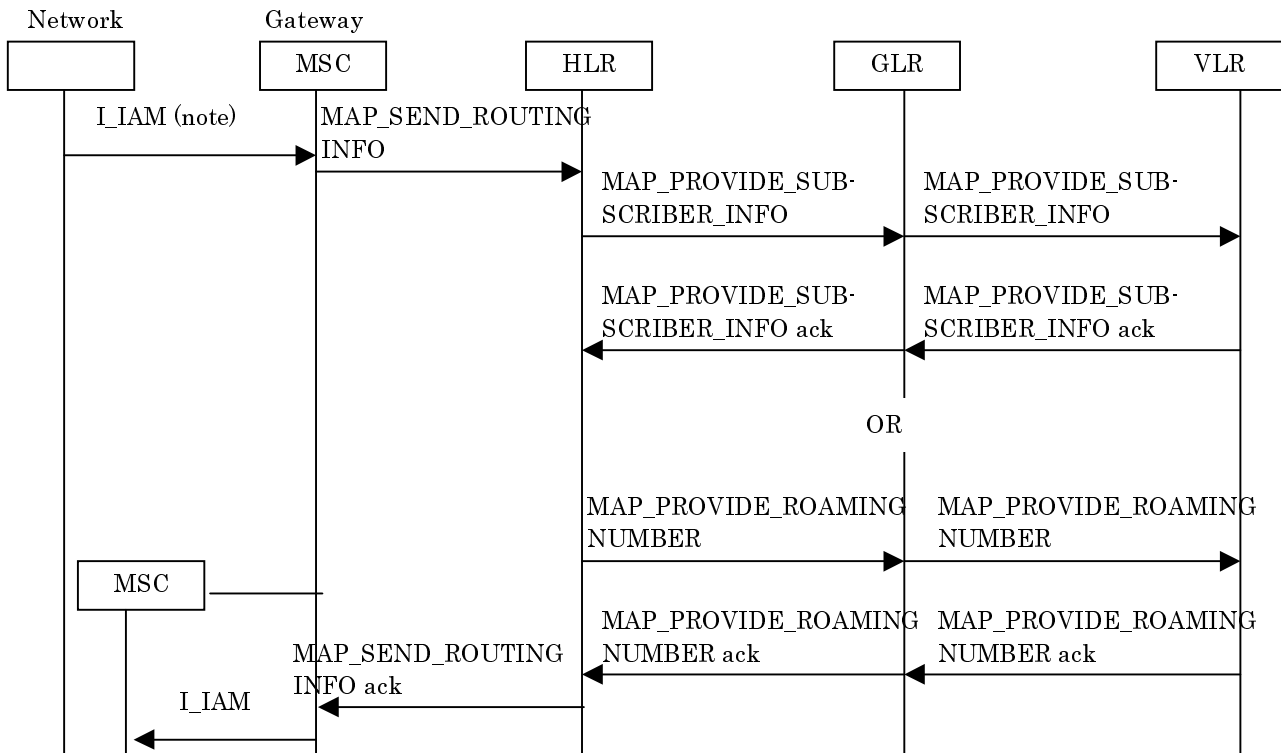 Network
Gateway
MSC
HLR
GLR
VLR
I_IAM (note)
MAP_SEND_ROUTING
INFO
MAP_PROVIDE_SUB-
SCRIBER_INFO
MAP_PROVIDE_SUB-
SCRIBER_INFO
MAP_PROVIDE_SUB-
SCRIBER_INFO ack
MAP_PROVIDE_SUB-
SCRIBER_INFO ack
OR
MAP_PROVIDE_ROAMING
NUMBER
MAP_PROVIDE_ROAMING
NUMBER
MSC
MAP_PROVIDE_ROAMING
NUMBER ack
MAP_PROVIDE_ROAMING
NUMBER ack
MAP_SEND_ROUTING
INFO ack
I_IAM